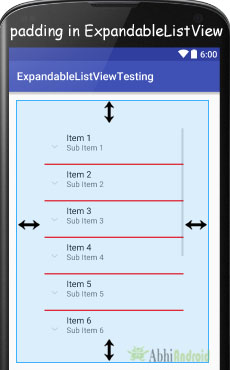 padding in ExpandableListView
6:00
ExpandableListViewTesting
Item 1
Sub Item 1
Item 2
Sub Item 2
Item 3
Sub Item 3
Item 4
Sub Item 4
Item 5
Sub Item 5
Item 6
Sub Item 6
AbhiAndroid